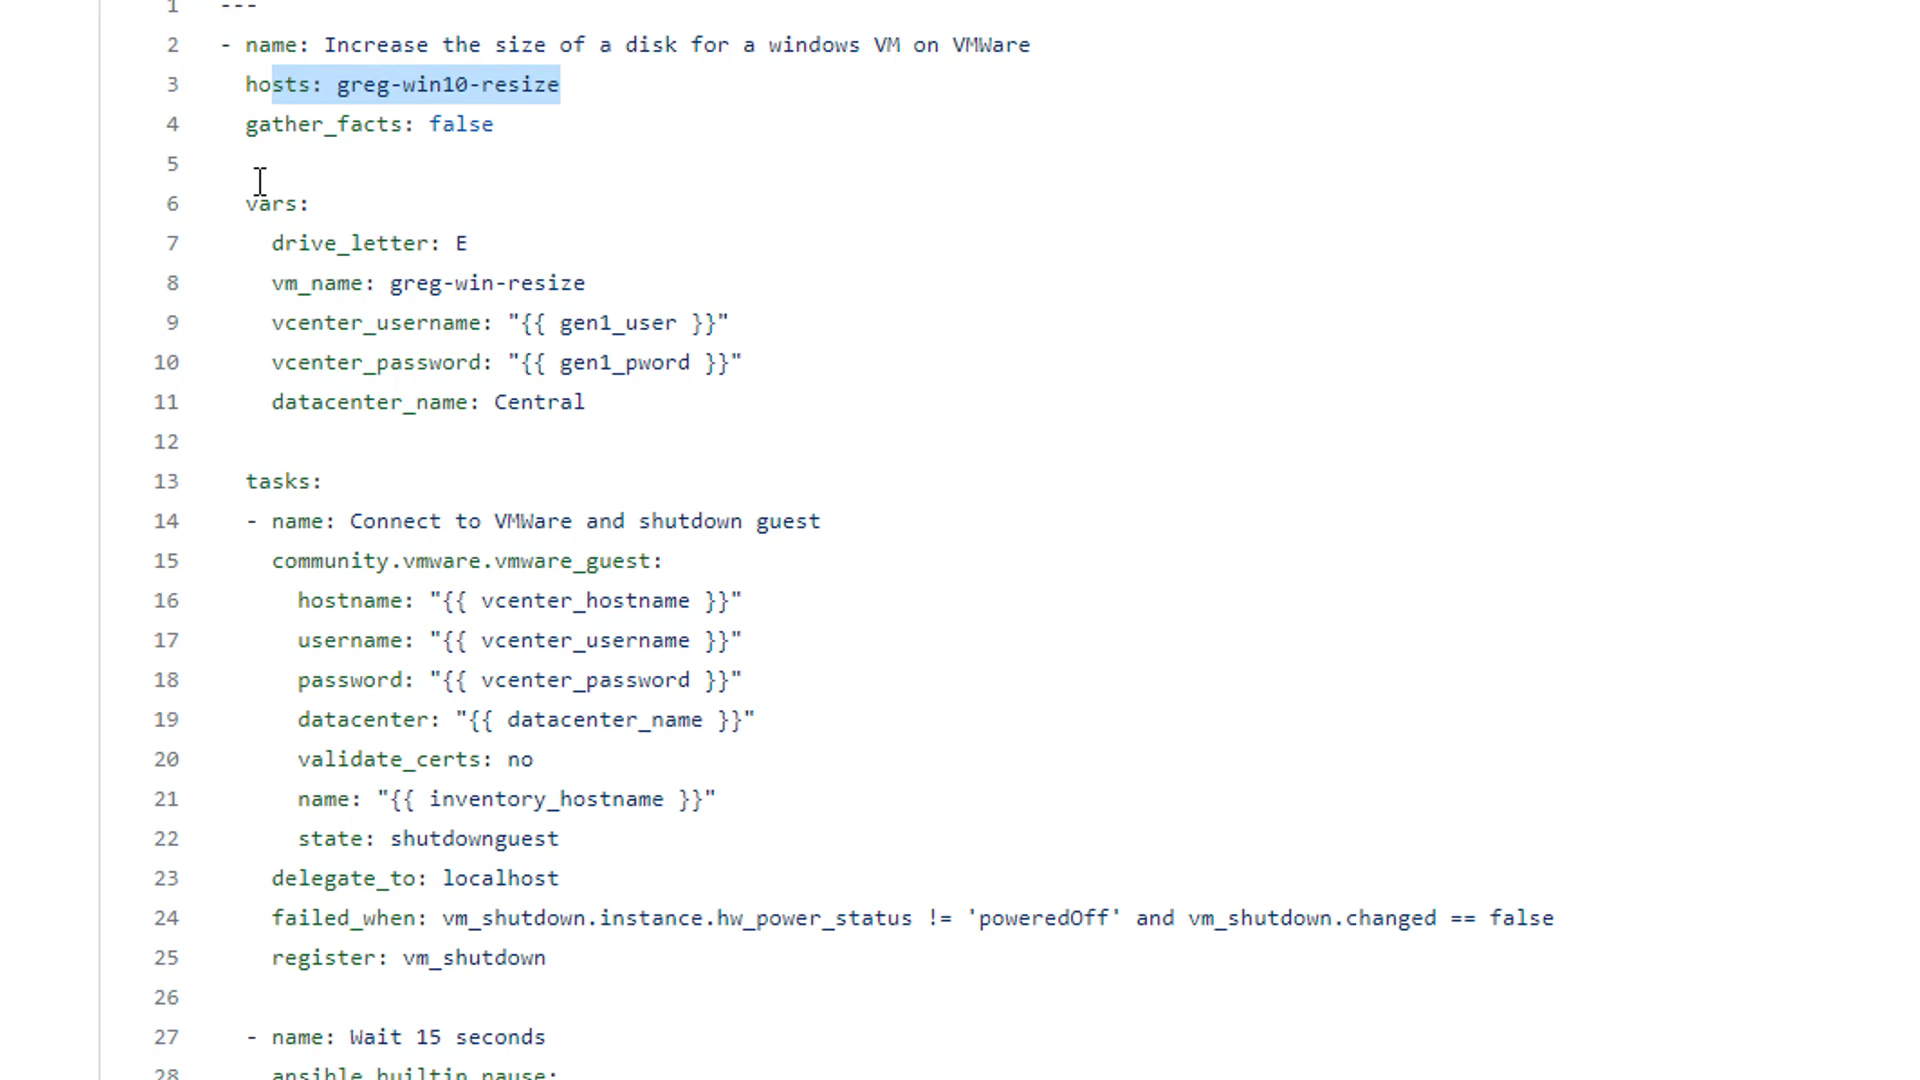 1 ---
2 - name: Increase the size of a disk for a windows VM on VMWare
3   hosts: greg-win10-resize
4   gather_facts: false
5
6   vars:
7     drive_letter: E
8     vm_name: greg-win-resize
9     vcenter_username: "{{ gen1_user }}"
10     vcenter_password: "{{ gen1_pword }}"
11     datacenter_name: Central
12
13   tasks:
14   - name: Connect to VMWare and shutdown guest
15     community.vmware.vmware_guest:
16       hostname: "{{ vcenter_hostname }}"
17       username: "{{ vcenter_username }}"
18       password: "{{ vcenter_password }}"
19       datacenter: "{{ datacenter_name }}"
20       validate_certs: no
21       name: "{{ inventory_hostname }}"
22       state: shutdownguest
23     delegate_to: localhost
24     failed_when: vm_shutdown.instance.hw_power_status != 'poweredOff' and vm_shutdown.changed == false
25     register: vm_shutdown
26
27   - name: Wait 15 seconds
28     ansible.builtin.pause: